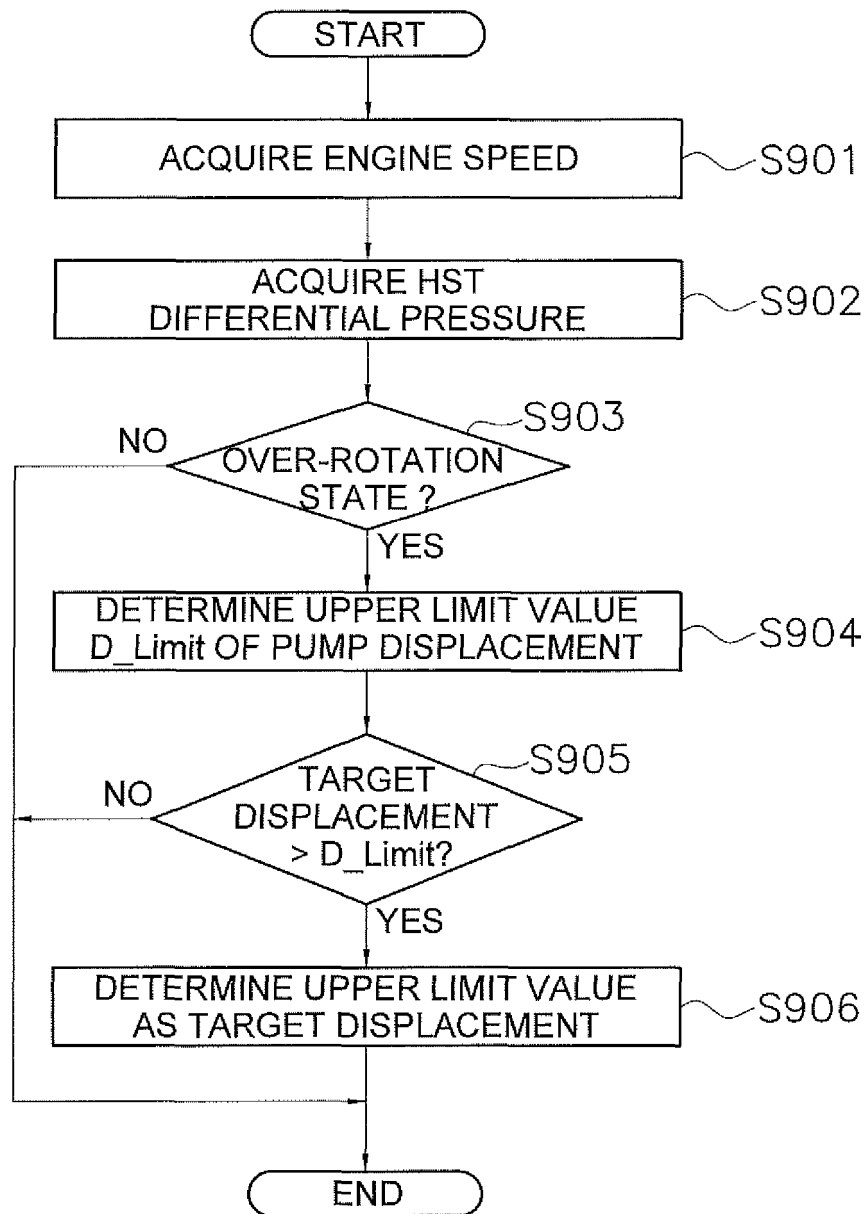 START
ACQUIRE ENGINE SPEED
S901
ACQUIRE HST
DIFFERENTIAL PRESSURE
S902
S903
NO
OVER-ROTATION
STATE ?
YES
DETERMINE UPPER LIMIT VALUE
D_Limit OF PUMP DISPLACEMENT
S904
S905
NO
TARGET
DISPLACEMENT
> D_Limit?
YES
DETERMINE UPPER LIMIT VALUE
AS TARGET DISPLACEMENT
S906
END